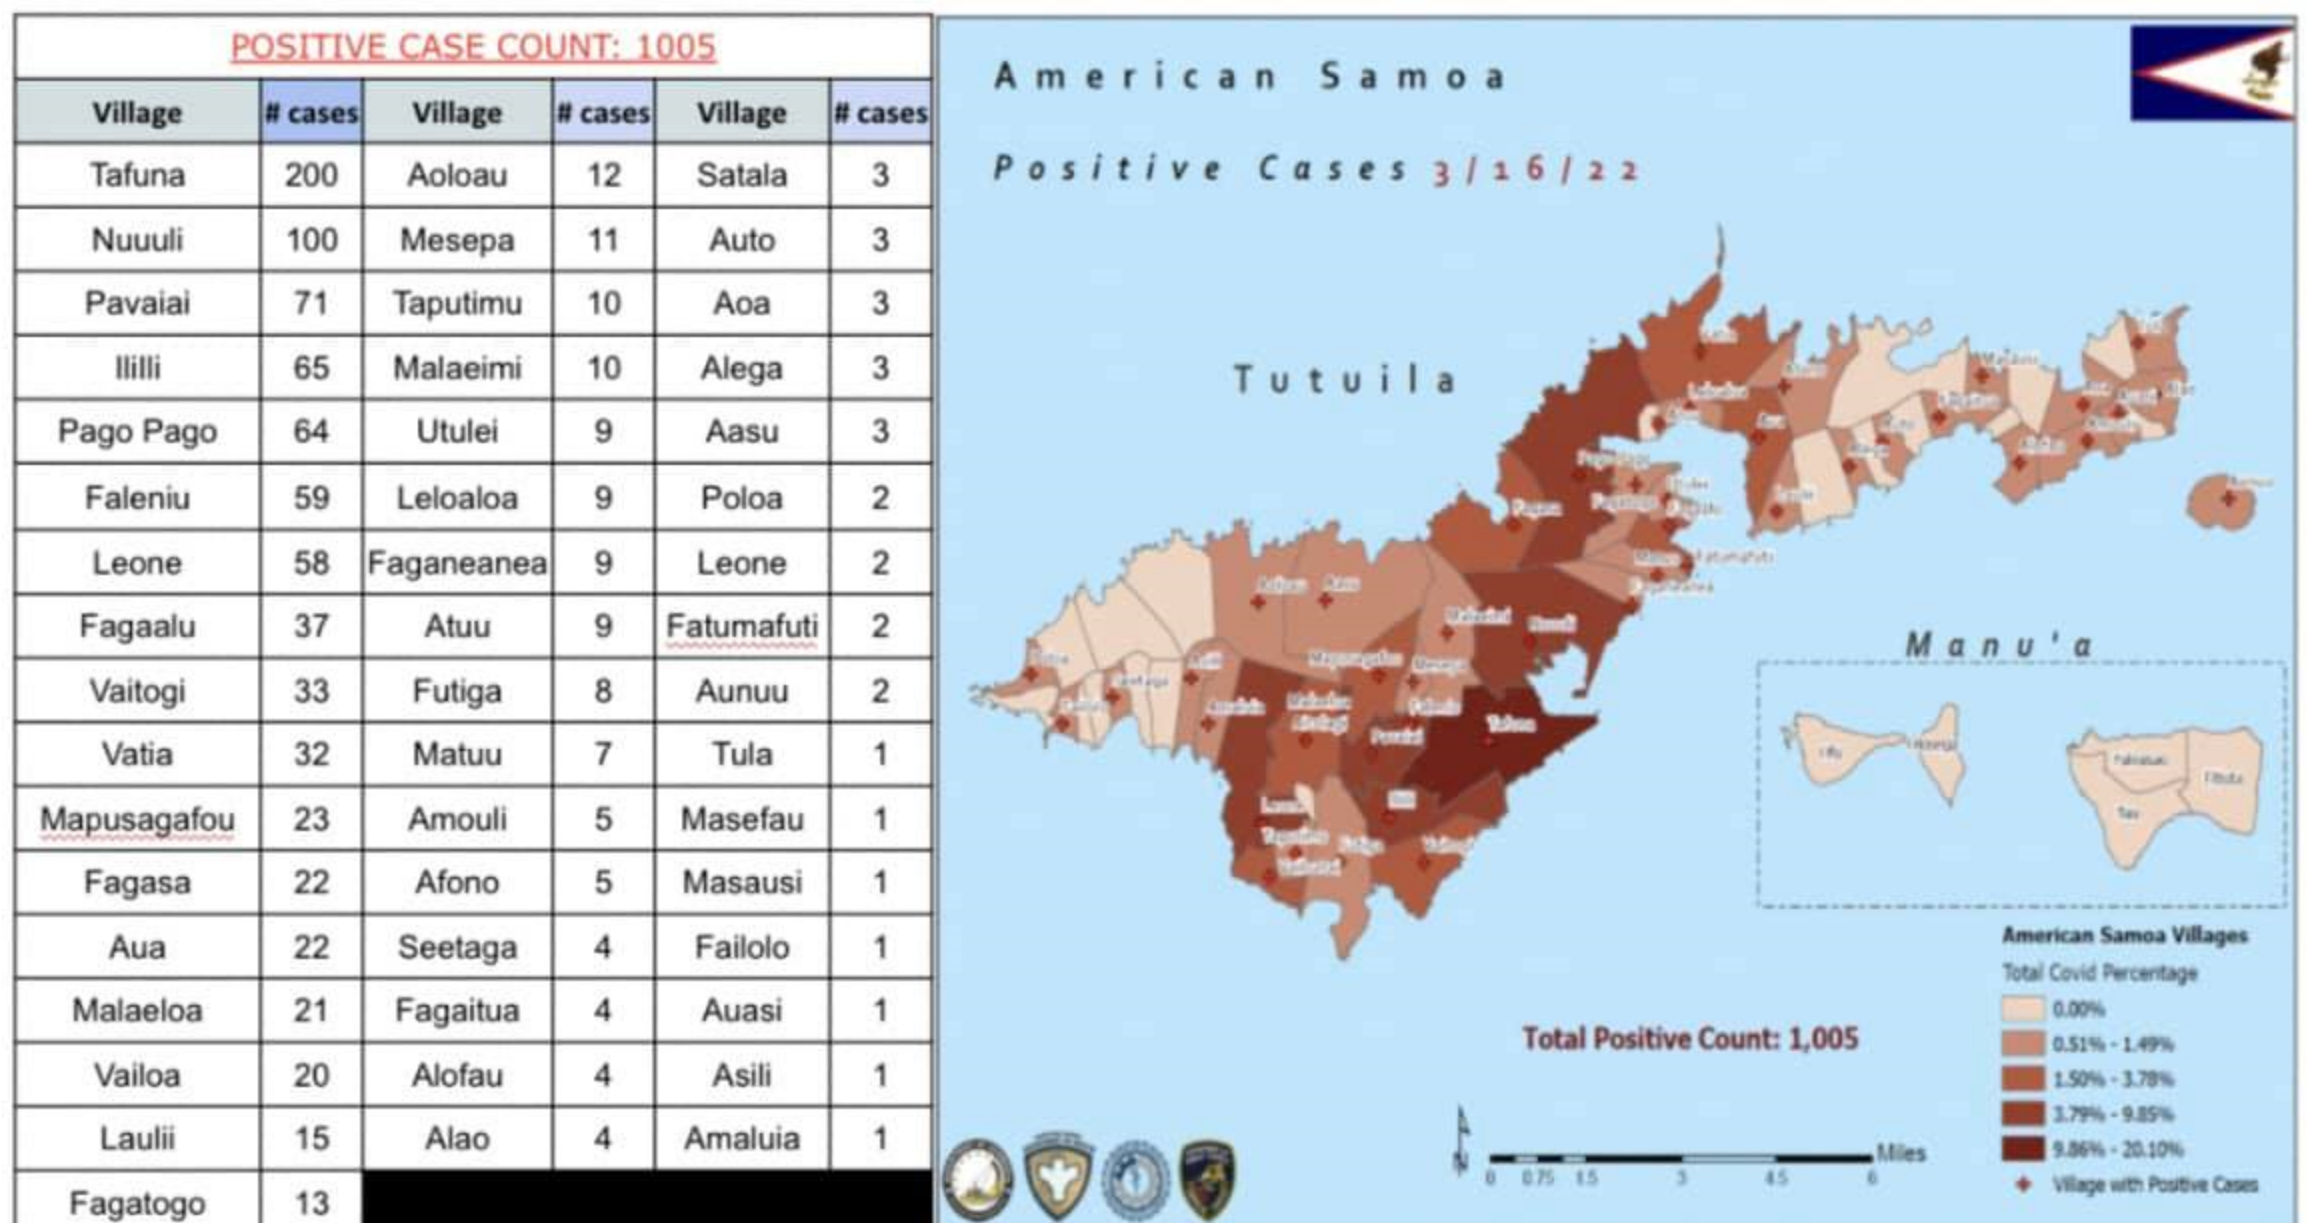 POSITIVE CASE COUNT: 1005
Village # cases Village # cases Village # cases
Tafuna 200 Aoloau 12 Satala 3
Nuuuli 100 Mesepa 11 Auto 3
Pavaiai 71 Taputimu 10 Aoa 3
Ililli 65 Malaeimi 10 Alega 3
Pago Pago 64 Utulei 9 Aasu 3
Faleniu 59 Leloaloa 9 Poloa 2
Leone 58 Faganeanea 9 Leone 2
Fagaalu 37 Atuu 9 Fatumafuti 2
Vaitogi 33 Futiga 8 Aunuu 2
Vatia 32 Matuu 7 Tula 1
Mapusagafou 23 Amouli 5 Masefau 1
Fagasa 22 Afono 5 Masausi 1
Aua 22 Seetaga 4 Failolo 1
Malaeloa 21 Fagaitua 4 Auasi 1
Vailoa 20 Alofau 4 Asili 1
Laulii 15 Alao 4 Amaluia 1
Fagatogo 13
American Samoa
Positive Cases 3/16/22
Tutuila
Manu'a
Aasu
Malaeimi
Nuuuli
Mapusagafou
Mesepa
Tafuna
Fatumafuti
American Samoa Villages
Total Covid Percentage
0.00%
0.51% - 1.49%
1.50% - 3.78%
3.79% - 9.85%
9.86% - 20.10%
Village with Positive Cases
Total Positive Count: 1,005
N
Miles
0 0.75 1.5 3 4.5 6